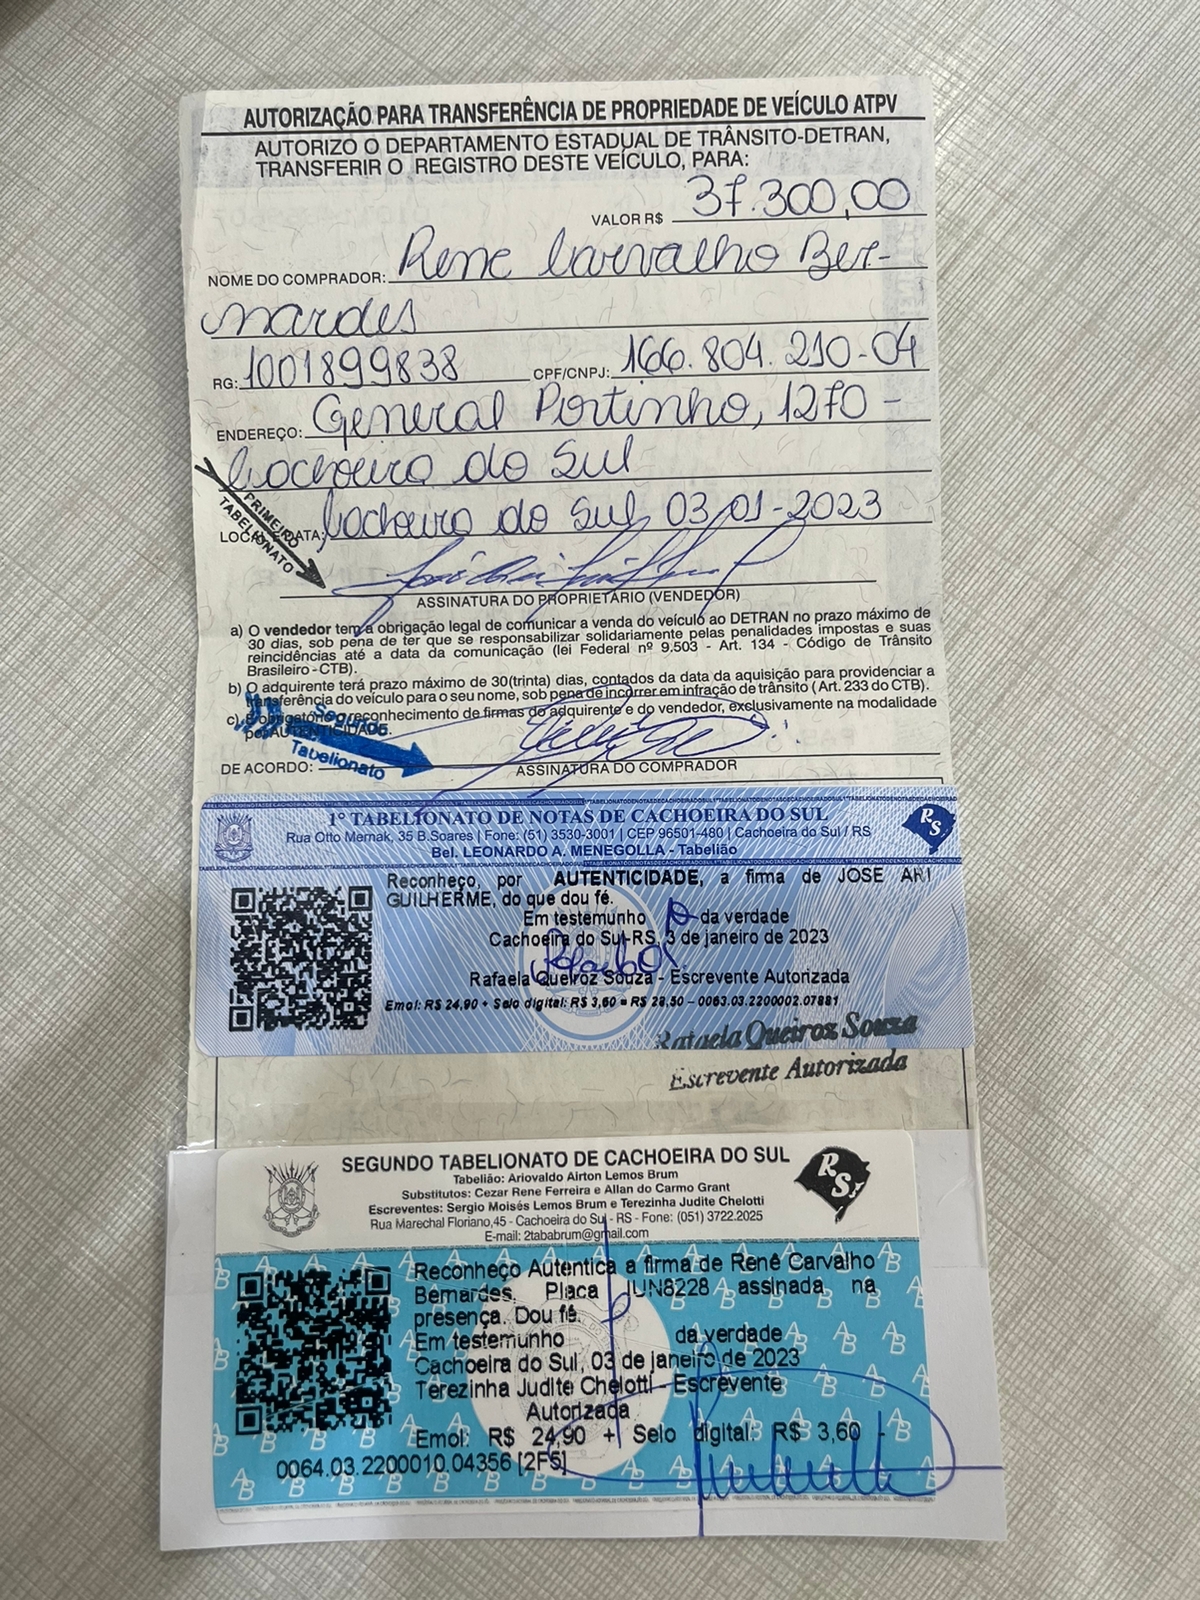 AUTORIZAÇÃO PARA TRANSFERÊNCIA DE PROPRIEDADE DE VEÍCULO ATPV
AUTORIZO O DEPARTAMENTO ESTADUAL DE TRÂNSITO-DETRAN,
TRANSFERIR O REGISTRO DESTE VEÍCULO, PARA:
VALOR R$ 37.300,00
NOME DO COMPRADOR: Rene Carvalho Ber-
nardes
RG: 1001899838 CPF/CNPJ: 166.804.210-04
ENDEREÇO: General Portinho, 1270 -
Cachoeira do Sul
LOCAL E DATA: Cachoeira do Sul 03-01-2023
PRIMEIRO
TABELIONATO
ASSINATURA DO PROPRIETÁRIO (VENDEDOR)
a) O vendedor tem a obrigação legal de comunicar a venda do veículo ao DETRAN no prazo máximo de
30 dias, sob pena de ter que se responsabilizar solidariamente pelas penalidades impostas e suas
reincidências até a data da comunicação (lei Federal nº 9.503 - Art. 134 - Código de Trânsito
Brasileiro - CTB).
b) O adquirente terá prazo máximo de 30(trinta) dias, contados da data da aquisição para providenciar a
transferência do veículo para o seu nome, sob pena de incorrer em infração de trânsito (Art. 233 do CTB).
c) É obrigatório o reconhecimento de firmas do adquirente e do vendedor, exclusivamente na modalidade
por AUTENTICIDADE.
Segundo
Tabelionato
DE ACORDO:
ASSINATURA DO COMPRADOR
1º TABELIONATO DE NOTAS DE CACHOEIRA DO SUL
Rua Otto Mernak, 35 B.Soares | Fone: (51) 3530-3001 | CEP 96501-480 | Cachoeira do Sul / RS
Bel. LEONARDO A. MENEGOLLA - Tabelião
RS
Reconheço, por AUTENTICIDADE, a firma de JOSE ARI
GUILHERME, do que dou fé.
Em testemunho da verdade
Cachoeira do Sul-RS, 3 de janeiro de 2023
Rafaela Queiroz Souza - Escrevente Autorizada
Emol: R$ 24,90 + Selo digital: R$ 3,60 = R$ 28,50 - 0063.03.2200002.07881
Rafaela Queiroz Souza
Escrevente Autorizada
SEGUNDO TABELIONATO DE CACHOEIRA DO SUL
Tabelião: Ariovaldo Airton Lemos Brum
Substitutos: Cezar Rene Ferreira e Allan do Carmo Grant
Escreventes: Sergio Moisés Lemos Brum e Terezinha Judite Chelotti
Rua Marechal Floriano,45 - Cachoeira do Sul - RS - Fone: (051) 3722.2025
E-mail: 2tababrum@gmail.com
RS
Reconheço Autentica a firma de Renê Carvalho
Bernardes, Placa IUN8228 assinada na
presença. Dou fé.
Em testemunho da verdade
Cachoeira do Sul, 03 de janeiro de 2023
Terezinha Judite Chelotti - Escrevente
Autorizada
Emol: R$ 24,90 + Selo digital: R$ 3,60 -
0064.03.2200010.04356 [2F5]